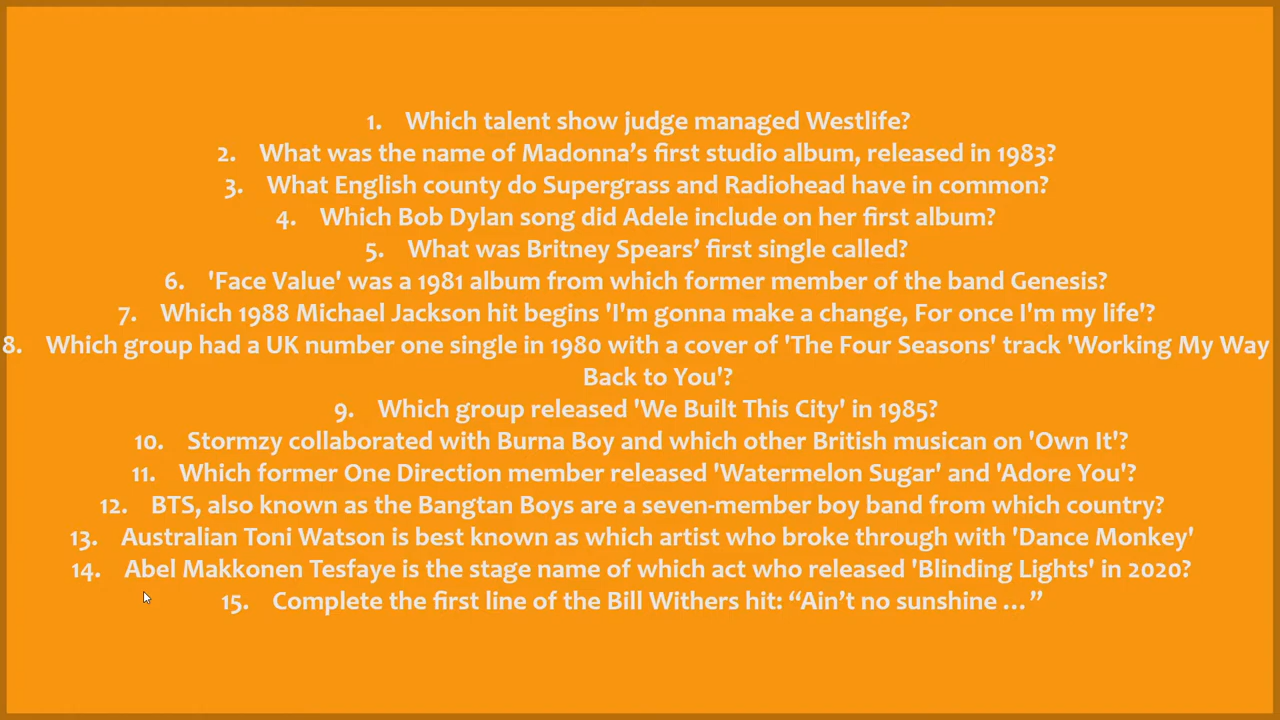 1. Which talent show judge managed Westlife?
2. What was the name of Madonna’s first studio album, released in 1983?
3. What English county do Supergrass and Radiohead have in common?
4. Which Bob Dylan song did Adele include on her first album?
5. What was Britney Spears’ first single called?
6. 'Face Value' was a 1981 album from which former member of the band Genesis?
7. Which 1988 Michael Jackson hit begins 'I'm gonna make a change, For once I'm my life'?
8. Which group had a UK number one single in 1980 with a cover of 'The Four Seasons' track 'Working My Way
Back to You'?
9. Which group released 'We Built This City' in 1985?
10. Stormzy collaborated with Burna Boy and which other British musican on 'Own It'?
11. Which former One Direction member released 'Watermelon Sugar' and 'Adore You'?
12. BTS, also known as the Bangtan Boys are a seven-member boy band from which country?
13. Australian Toni Watson is best known as which artist who broke through with 'Dance Monkey'
14. Abel Makkonen Tesfaye is the stage name of which act who released 'Blinding Lights' in 2020?
15. Complete the first line of the Bill Withers hit: “Ain’t no sunshine …”